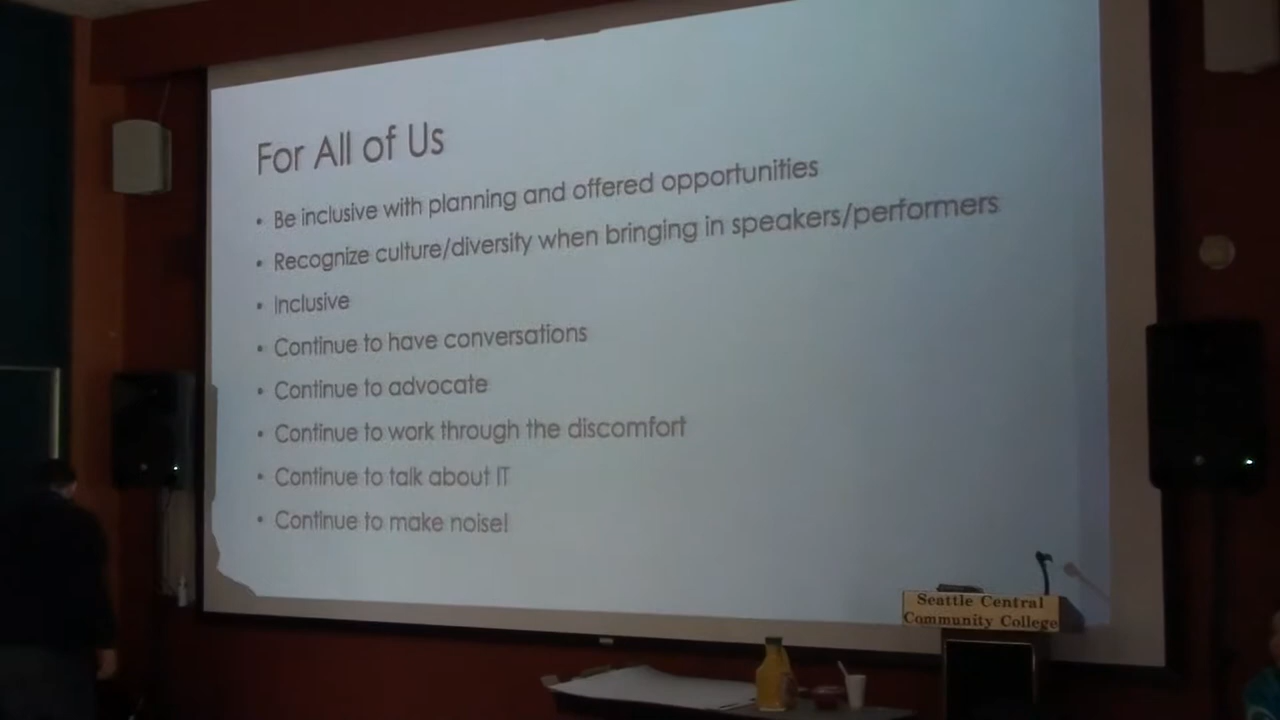 For All of Us
• Be inclusive with planning and offered opportunities
• Recognize culture/diversity when bringing in speakers/performers
• Inclusive
• Continue to have conversations
• Continue to advocate
• Continue to work through the discomfort
• Continue to talk about IT
• Continue to make noise!
Seattle Central
Community College